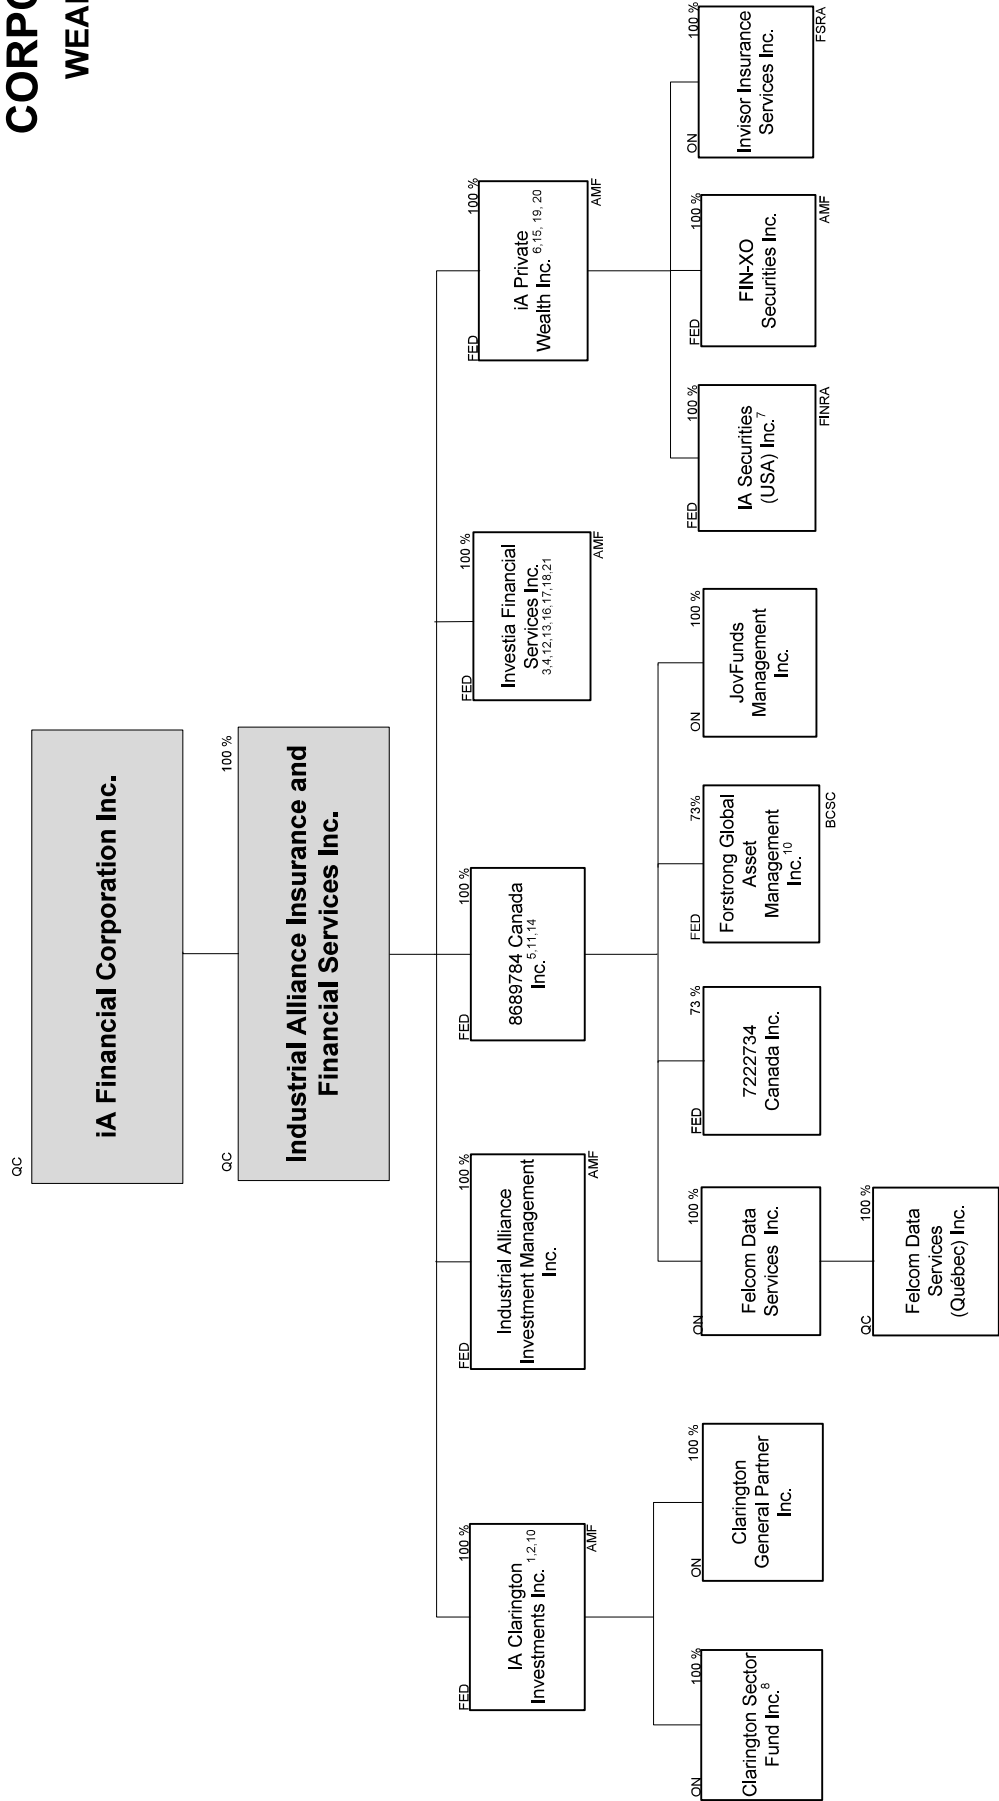 CORPO
WEAL
QC
iA Financial Corporation Inc.
QC
100 %
Industrial Alliance Insurance and
Financial Services Inc.
FED
100 %
IA Clarington
Investments Inc. 1,2,10
AMF
FED
100 %
Industrial Alliance
Investment Management
Inc.
AMF
FED
100 %
8689784 Canada
Inc. 5,11,14
FED
100 %
Investia Financial
Services Inc.
3,4,12,13,16,17,18,21
AMF
FED
100 %
iA Private
Wealth Inc. 6,15, 19, 20
AMF
ON
100 %
Clarington Sector
Fund Inc.8
ON
100 %
Clarington
General Partner
Inc.
ON
100 %
Felcom Data
Services Inc.
FED
73 %
7222734
Canada Inc.
FED
73%
Forstrong Global
Asset
Management
Inc.10
BCSC
ON
100 %
JovFunds
Management
Inc.
FED
100 %
IA Securities
(USA) Inc.7
FINRA
FED
100 %
FIN-XO
Securities Inc.
AMF
ON
100 %
Invisor Insurance
Services Inc.
FSRA
QC
100 %
Felcom Data
Services
(Québec) Inc.